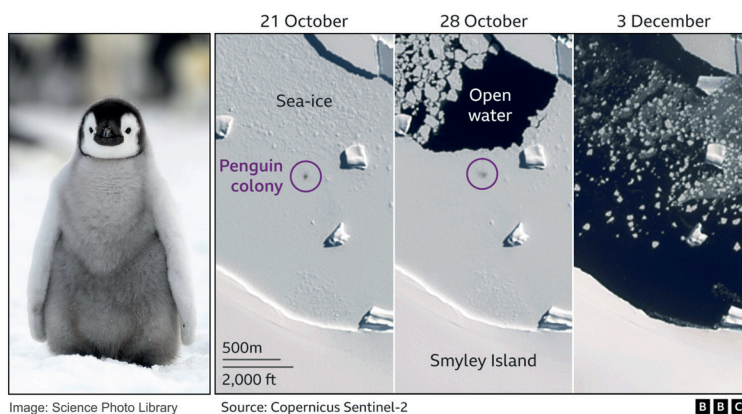 21 October
28 October
3 December
Sea-ice
Open
water
Penguin
colony
500m
2,000 ft
Smyley Island
Image: Science Photo Library
Source: Copernicus Sentinel-2
BBC